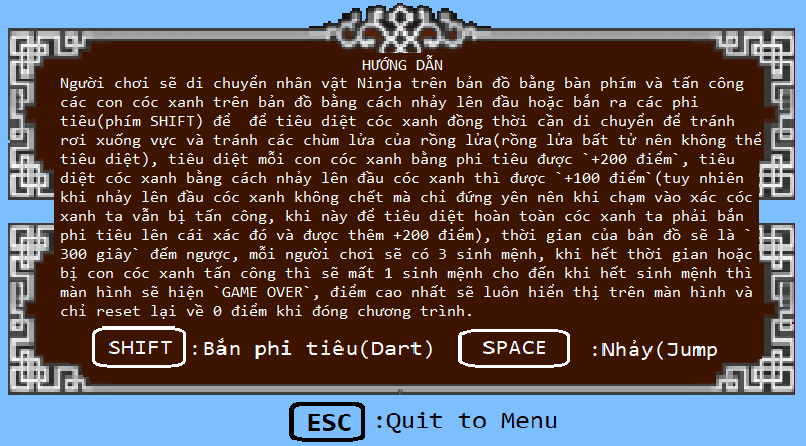 HƯỚNG DẪN
Người chơi sẽ di chuyển nhân vật Ninja trên bản đồ bằng bàn phím và tấn công
các con cóc xanh trên bản đồ bằng cách nhảy lên đầu hoặc bắn ra các phi
tiêu(phím SHIFT) để  để tiêu diệt cóc xanh đồng thời cần di chuyển để tránh
rơi xuống vực và tránh các chùm lửa của rồng lửa(rồng lửa bất tử nên không thể
tiêu diệt), tiêu diệt mỗi con cóc xanh bằng phi tiêu được `+200 điểm`, tiêu
diệt cóc xanh bằng cách nhảy lên đầu cóc xanh thì được `+100 điểm`(tuy nhiên
khi nhảy lên đầu cóc xanh không chết mà chỉ đứng yên nên khi chạm vào xác cóc
xanh ta vẫn bị tấn công, khi này để tiêu diệt hoàn toàn cóc xanh ta phải bắn
phi tiêu lên cái xác đó và được thêm +200 điểm), thời gian của bản đồ sẽ là `
300 giây` đếm ngược, mỗi người chơi sẽ có 3 sinh mệnh, khi hết thời gian hoặc
bị con cóc xanh tấn công thì sẽ mất 1 sinh mệnh cho đến khi hết sinh mệnh thì
màn hình sẽ hiện `GAME OVER`, điểm cao nhất sẽ luôn hiển thị trên màn hình và
chỉ reset lại về 0 điểm khi đóng chương trình.
SHIFT :Bắn phi tiêu(Dart) SPACE :Nhảy(Jump
ESC :Quit to Menu